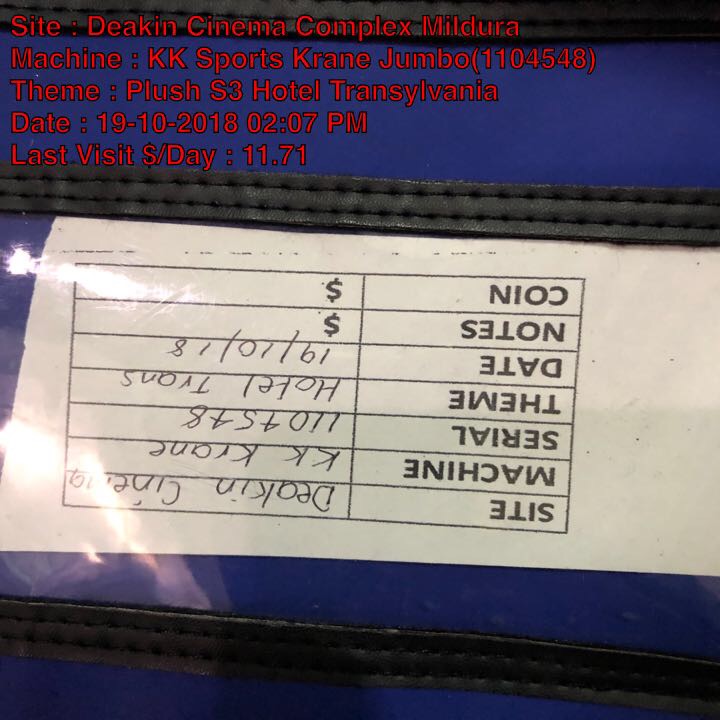 Site : Deakin Cinema Complex Mildura
Machine : KK Sports Krane Jumbo(1104548)
Theme : Plush S3 Hotel Transylvania
Date : 19-10-2018 02:07 PM
Last Visit $/Day : 11.71
SITE Deakin Cinema
MACHINE KK Krane
SERIAL 1104548
THEME Hotel Trans
DATE 19/10/18
NOTES $
COIN $